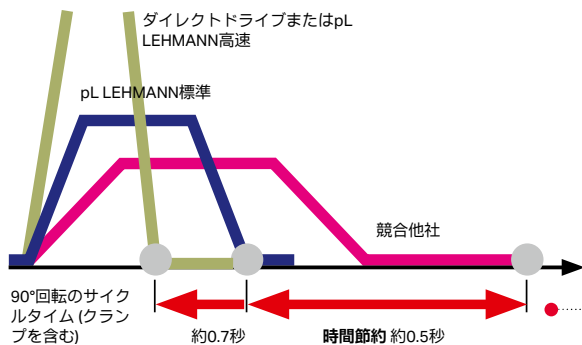 ダイレクトドライブまたはpL
LEHMANN高速
pL LEHMANN標準
競合他社
90°回転のサイク
ルタイム (クラン
プを含む)
約0.7秒
時間節約 約0.5秒